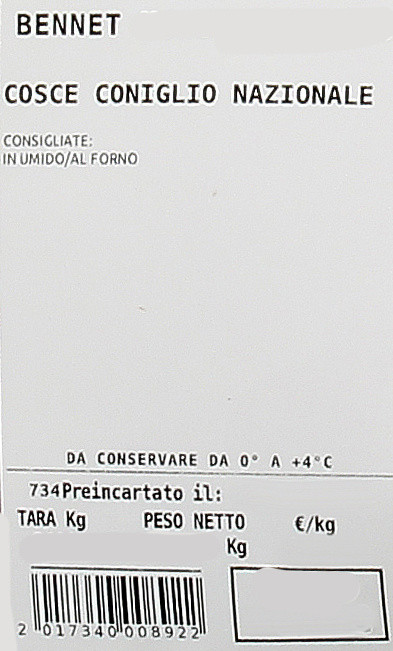 BENNET
COSCE CONIGLIO NAZIONALE
CONSIGLIATE:
IN UMIDO/AL FORNO
DA CONSERVARE DA 0° A +4°C
734Preincartato il:
TARA Kg PESO NETTO €/kg
Kg
2 017340 008922